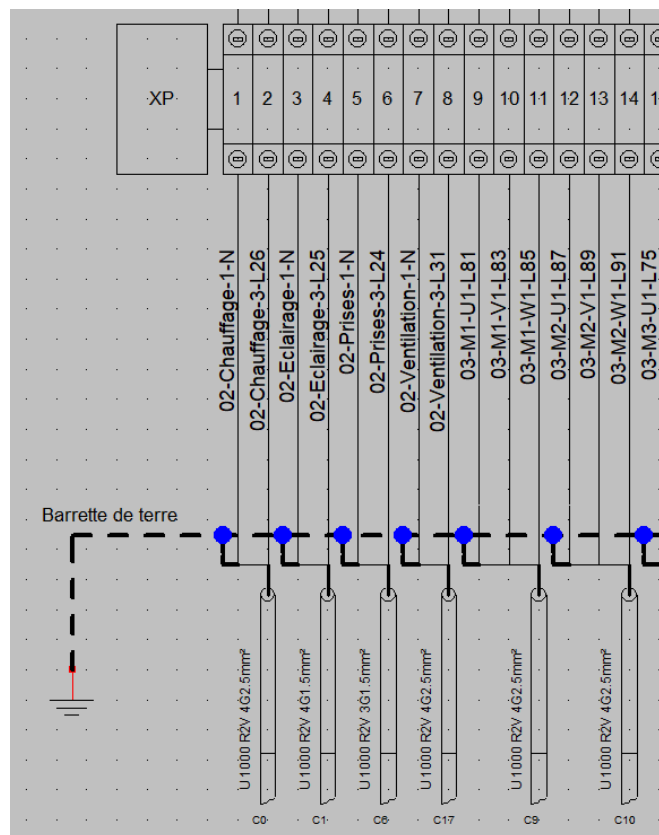 XP
1
2
3
4
5
6
7
8
9
10
11
12
13
14
02-Chauffage-1-N
02-Chauffage-3-L26
02-Eclairage-1-N
02-Eclairage-3-L25
02-Prises-1-N
02-Prises-3-L24
02-Ventilation-1-N
02-Ventilation-3-L31
03-M1-U1-L81
03-M1-V1-L83
03-M1-W1-L85
03-M2-U1-L87
03-M2-V1-L89
03-M2-W1-L91
03-M3-U1-L75
Barrette de terre
U1000 R2V 4G2.5mm²
U1000 R2V 4G1.5mm²
U1000 R2V 3G1.5mm²
U1000 R2V 4G2.5mm²
U1000 R2V 4G2.5mm²
U1000 R2V 4G2.5mm²
C0
C1
C6
C17
C9
C10